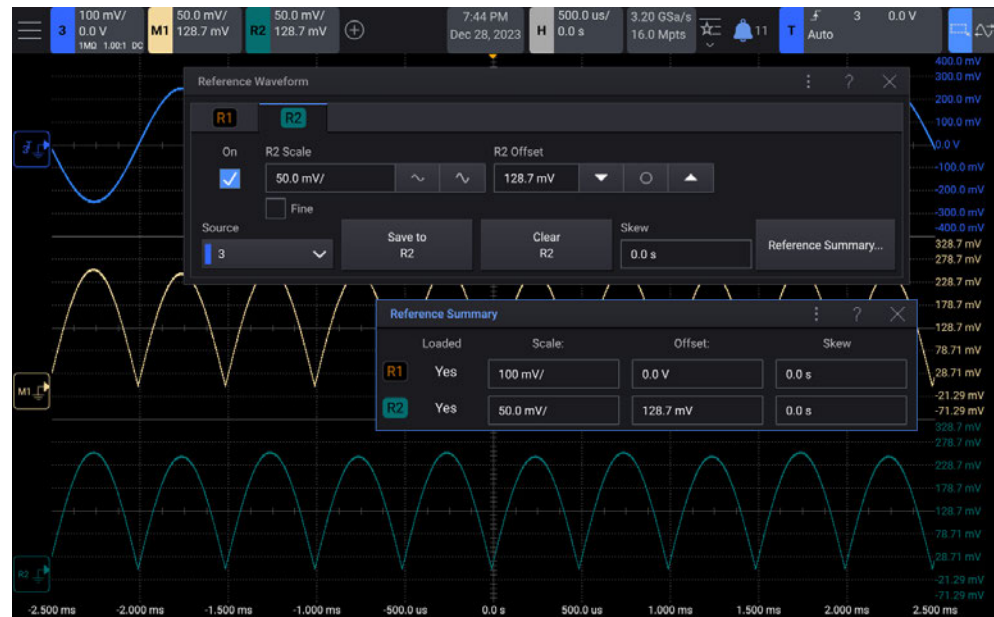 3
100 mV/
0.0 V
1MΩ 1.00:1 DC
M1
50.0 mV/
128.7 mV
R2
50.0 mV/
128.7 mV
7:44 PM
Dec 28, 2023
H
500.0 us/
0.0 s
3.20 GSa/s
16.0 Mpts
11
T
3
0.0 V
Auto
400.0 mV
300.0 mV
200.0 mV
100.0 mV
0.0 V
-100.0 mV
-200.0 mV
-300.0 mV
-400.0 mV
Reference Waveform
?
R1
R2
On
R2 Scale
R2 Offset
50.0 mV/
128.7 mV
Fine
Source
3
Save to
R2
Clear
R2
Skew
0.0 s
Reference Summary...
328.7 mV
278.7 mV
228.7 mV
178.7 mV
128.7 mV
78.71 mV
28.71 mV
-21.29 mV
-71.29 mV
Reference Summary
?
Loaded
Scale:
Offset:
Skew
R1
Yes
100 mV/
0.0 V
0.0 s
R2
Yes
50.0 mV/
128.7 mV
0.0 s
M1
328.7 mV
278.7 mV
228.7 mV
178.7 mV
128.7 mV
78.71 mV
28.71 mV
-21.29 mV
-71.29 mV
R2
-2.500 ms
-2.000 ms
-1.500 ms
-1.000 ms
-500.0 us
0.0 s
500.0 us
1.000 ms
1.500 ms
2.000 ms
2.500 ms